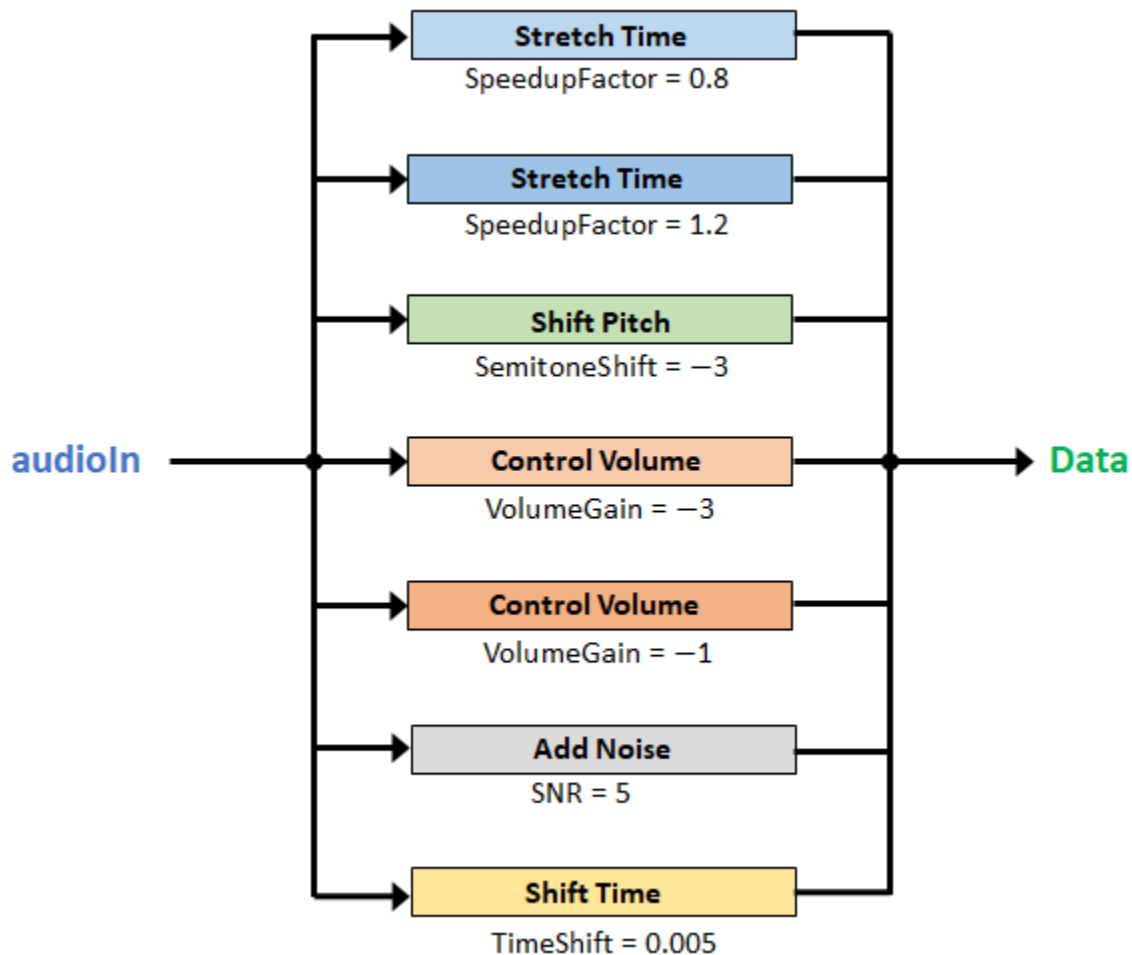 Stretch Time
SpeedupFactor = 0.8
Stretch Time
SpeedupFactor = 1.2
Shift Pitch
SemitoneShift = −3
audioIn
Control Volume
Data
VolumeGain = −3
Control Volume
VolumeGain = −1
Add Noise
SNR = 5
Shift Time
TimeShift = 0.005